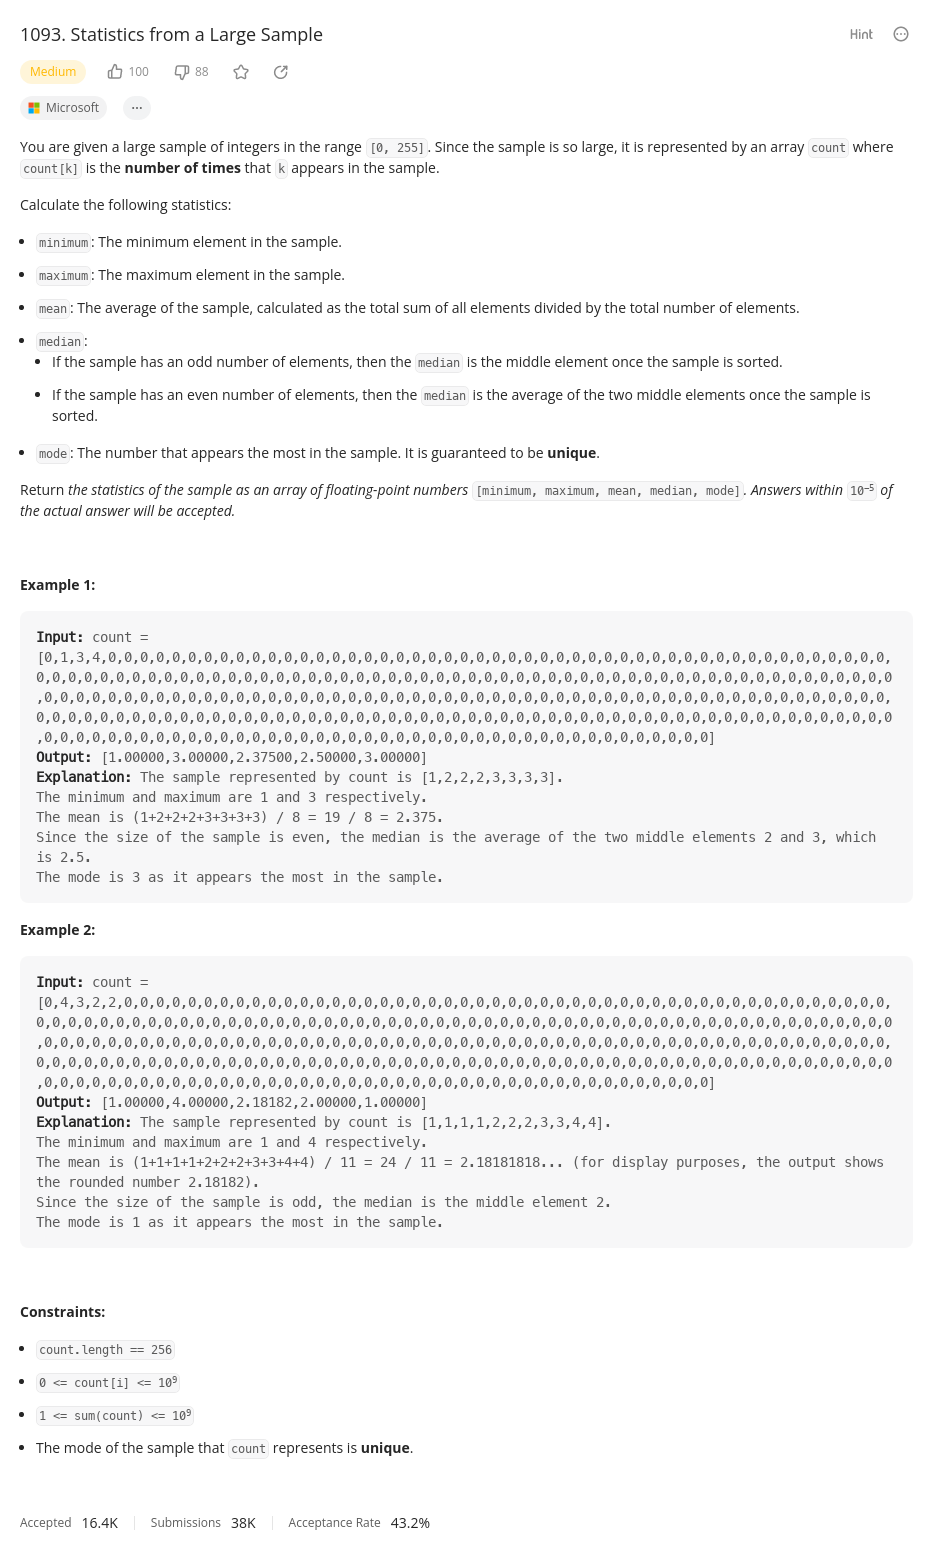 1093. Statistics from a Large Sample
Hint
Medium 100 88
Microsoft ...
You are given a large sample of integers in the range [0, 255]. Since the sample is so large, it is represented by an array count where
count[k] is the number of times that k appears in the sample.
Calculate the following statistics:
• minimum: The minimum element in the sample.
• maximum: The maximum element in the sample.
• mean: The average of the sample, calculated as the total sum of all elements divided by the total number of elements.
• median:
• If the sample has an odd number of elements, then the median is the middle element once the sample is sorted.
• If the sample has an even number of elements, then the median is the average of the two middle elements once the sample is
sorted.
• mode: The number that appears the most in the sample. It is guaranteed to be unique.
Return the statistics of the sample as an array of floating-point numbers [minimum, maximum, mean, median, mode]. Answers within 10⁻⁵ of
the actual answer will be accepted.
Example 1:
Input: count =
[0,1,3,4,0,0,0,0,0,0,0,0,0,0,0,0,0,0,0,0,0,0,0,0,0,0,0,0,0,0,0,0,0,0,0,0,0,0,0,0,0,0,0,0,0,0,0,0,0,0,0,0,0,
0,0,0,0,0,0,0,0,0,0,0,0,0,0,0,0,0,0,0,0,0,0,0,0,0,0,0,0,0,0,0,0,0,0,0,0,0,0,0,0,0,0,0,0,0,0,0,0,0,0,0,0,0,0
,0,0,0,0,0,0,0,0,0,0,0,0,0,0,0,0,0,0,0,0,0,0,0,0,0,0,0,0,0,0,0,0,0,0,0,0,0,0,0,0,0,0,0,0,0,0,0,0,0,0,0,0,0,
0,0,0,0,0,0,0,0,0,0,0,0,0,0,0,0,0,0,0,0,0,0,0,0,0,0,0,0,0,0,0,0,0,0,0,0,0,0,0,0,0,0,0,0,0,0,0,0,0,0,0,0,0,0
,0,0,0,0,0,0,0,0,0,0,0,0,0,0,0,0,0,0,0,0,0,0,0,0,0,0,0,0,0,0,0,0,0,0,0,0,0,0,0,0,0,0]
Output: [1.00000,3.00000,2.37500,2.50000,3.00000]
Explanation: The sample represented by count is [1,2,2,2,3,3,3,3].
The minimum and maximum are 1 and 3 respectively.
The mean is (1+2+2+2+3+3+3+3) / 8 = 19 / 8 = 2.375.
Since the size of the sample is even, the median is the average of the two middle elements 2 and 3, which
is 2.5.
The mode is 3 as it appears the most in the sample.
Example 2:
Input: count =
[0,4,3,2,2,0,0,0,0,0,0,0,0,0,0,0,0,0,0,0,0,0,0,0,0,0,0,0,0,0,0,0,0,0,0,0,0,0,0,0,0,0,0,0,0,0,0,0,0,0,0,0,0,
0,0,0,0,0,0,0,0,0,0,0,0,0,0,0,0,0,0,0,0,0,0,0,0,0,0,0,0,0,0,0,0,0,0,0,0,0,0,0,0,0,0,0,0,0,0,0,0,0,0,0,0,0,0
,0,0,0,0,0,0,0,0,0,0,0,0,0,0,0,0,0,0,0,0,0,0,0,0,0,0,0,0,0,0,0,0,0,0,0,0,0,0,0,0,0,0,0,0,0,0,0,0,0,0,0,0,0,
0,0,0,0,0,0,0,0,0,0,0,0,0,0,0,0,0,0,0,0,0,0,0,0,0,0,0,0,0,0,0,0,0,0,0,0,0,0,0,0,0,0,0,0,0,0,0,0,0,0,0,0,0,0
,0,0,0,0,0,0,0,0,0,0,0,0,0,0,0,0,0,0,0,0,0,0,0,0,0,0,0,0,0,0,0,0,0,0,0,0,0,0,0,0,0,0]
Output: [1.00000,4.00000,2.18182,2.00000,1.00000]
Explanation: The sample represented by count is [1,1,1,1,2,2,2,3,3,4,4].
The minimum and maximum are 1 and 4 respectively.
The mean is (1+1+1+1+2+2+2+3+3+4+4) / 11 = 24 / 11 = 2.18181818... (for display purposes, the output shows
the rounded number 2.18182).
Since the size of the sample is odd, the median is the middle element 2.
The mode is 1 as it appears the most in the sample.
Constraints:
• count.length == 256
• 0 <= count[i] <= 10⁹
• 1 <= sum(count) <= 10⁹
• The mode of the sample that count represents is unique.
Accepted 16.4K Submissions 38K Acceptance Rate 43.2%